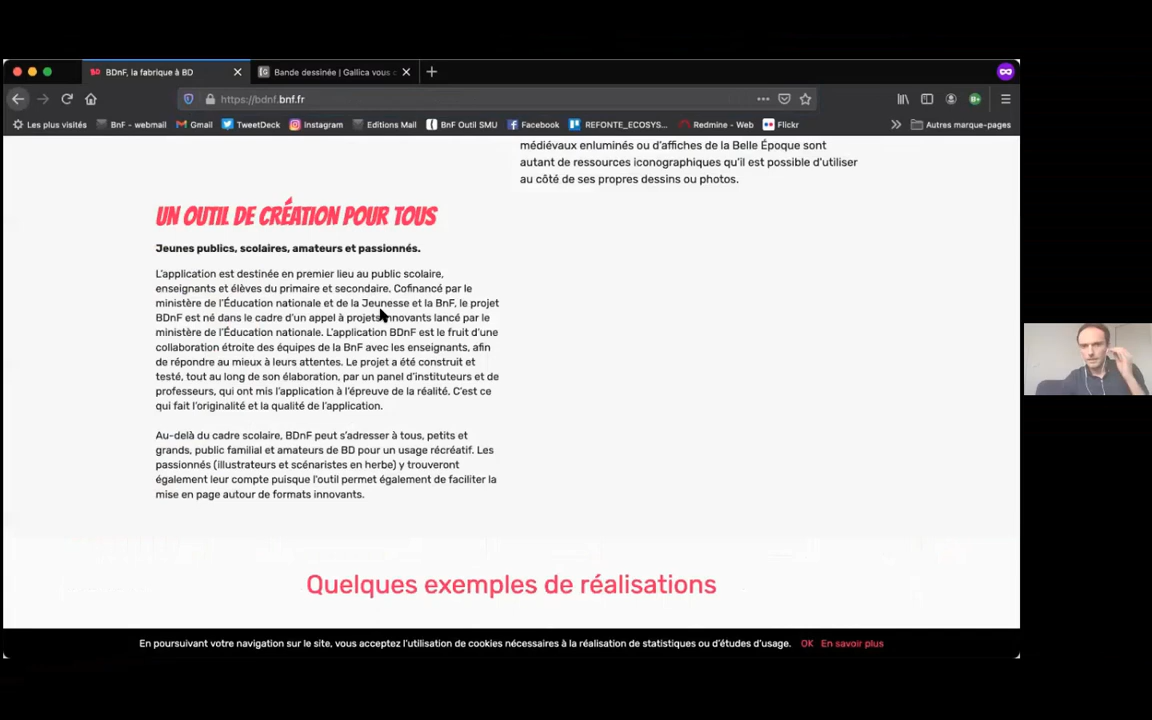 BDnF, la fabrique à BD
Bande dessinée | Gallica vous
https://bdnf.bnf.fr
Les plus visités
BnF - webmail
Gmail
TweetDeck
Instagram
Editions Mail
BnF Outil SMU
Facebook
REFONTE_ECOSYS...
Redmine - Web
Flickr
Autres marque-pages
médiévaux enluminés ou d'affiches de la Belle Époque sont
autant de ressources iconographiques qu'il est possible d'utiliser
au côté de ses propres dessins ou photos.
UN OUTIL DE CRÉATION POUR TOUS
Jeunes publics, scolaires, amateurs et passionnés.
L'application est destinée en premier lieu au public scolaire,
enseignants et élèves du primaire et secondaire. Cofinancé par le
ministère de l'Éducation nationale et de la Jeunesse et la BnF, le projet
BDnF est né dans le cadre d'un appel à projets innovants lancé par le
ministère de l'Éducation nationale. L'application BDnF est le fruit d'une
collaboration étroite des équipes de la BnF avec les enseignants, afin
de répondre au mieux à leurs attentes. Le projet a été construit et
testé, tout au long de son élaboration, par un panel d'instituteurs et de
professeurs, qui ont mis l'application à l'épreuve de la réalité. C'est ce
qui fait l'originalité et la qualité de l'application.
Au-delà du cadre scolaire, BDnF peut s'adresser à tous, petits et
grands, public familial et amateurs de BD pour un usage récréatif. Les
passionnés (illustrateurs et scénaristes en herbe) y trouveront
également leur compte puisque l'outil permet également de faciliter la
mise en page autour de formats innovants.
Quelques exemples de réalisations
En poursuivant votre navigation sur le site, vous acceptez l'utilisation de cookies nécessaires à la réalisation de statistiques ou d'études d'usage. OK En savoir plus